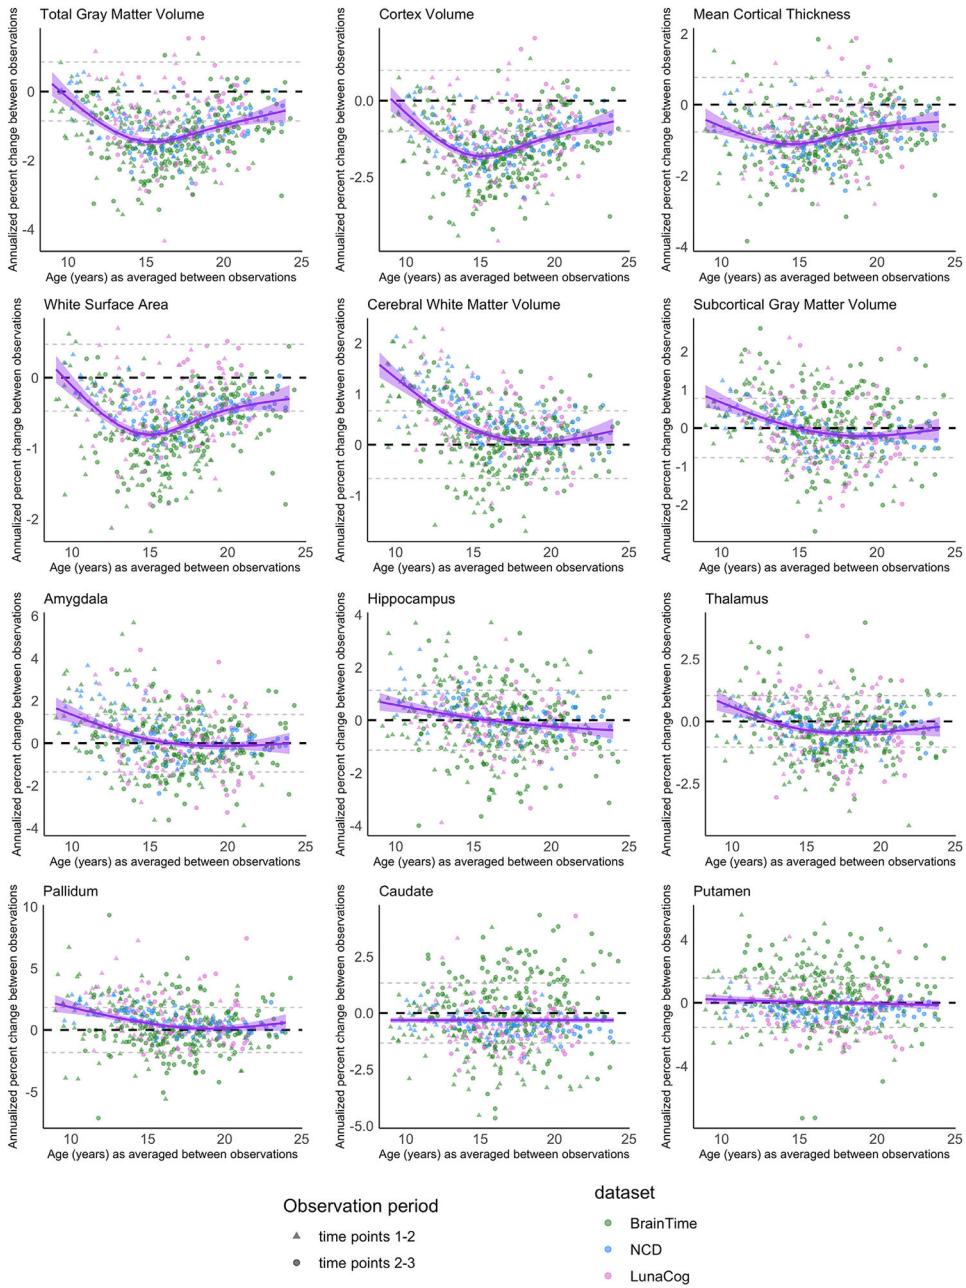 Total Gray Matter Volume
Annualized percent change between observations
0
-2
-4
10
15
20
25
Age (years) as averaged between observations
Cortex Volume
Annualized percent change between observations
0.0
-2.5
10
15
20
25
Age (years) as averaged between observations
Mean Cortical Thickness
Annualized percent change between observations
2
0
-2
-4
10
15
20
25
Age (years) as averaged between observations
White Surface Area
Annualized percent change between observations
0
-1
-2
10
15
20
25
Age (years) as averaged between observations
Cerebral White Matter Volume
Annualized percent change between observations
2
1
0
-1
10
15
20
25
Age (years) as averaged between observations
Subcortical Gray Matter Volume
Annualized percent change between observations
2
1
0
-1
-2
10
15
20
25
Age (years) as averaged between observations
Amygdala
Annualized percent change between observations
6
4
2
0
-2
-4
10
15
20
25
Age (years) as averaged between observations
Hippocampus
Annualized percent change between observations
4
2
0
-2
-4
10
15
20
25
Age (years) as averaged between observations
Thalamus
Annualized percent change between observations
2.5
0.0
-2.5
10
15
20
25
Age (years) as averaged between observations
Pallidum
Annualized percent change between observations
10
5
0
-5
10
15
20
25
Age (years) as averaged between observations
Caudate
Annualized percent change between observations
2.5
0.0
-2.5
-5.0
10
15
20
25
Age (years) as averaged between observations
Putamen
Annualized percent change between observations
4
0
-4
10
15
20
25
Age (years) as averaged between observations
Observation period
time points 1-2
time points 2-3
dataset
BrainTime
NCD
LunaCog